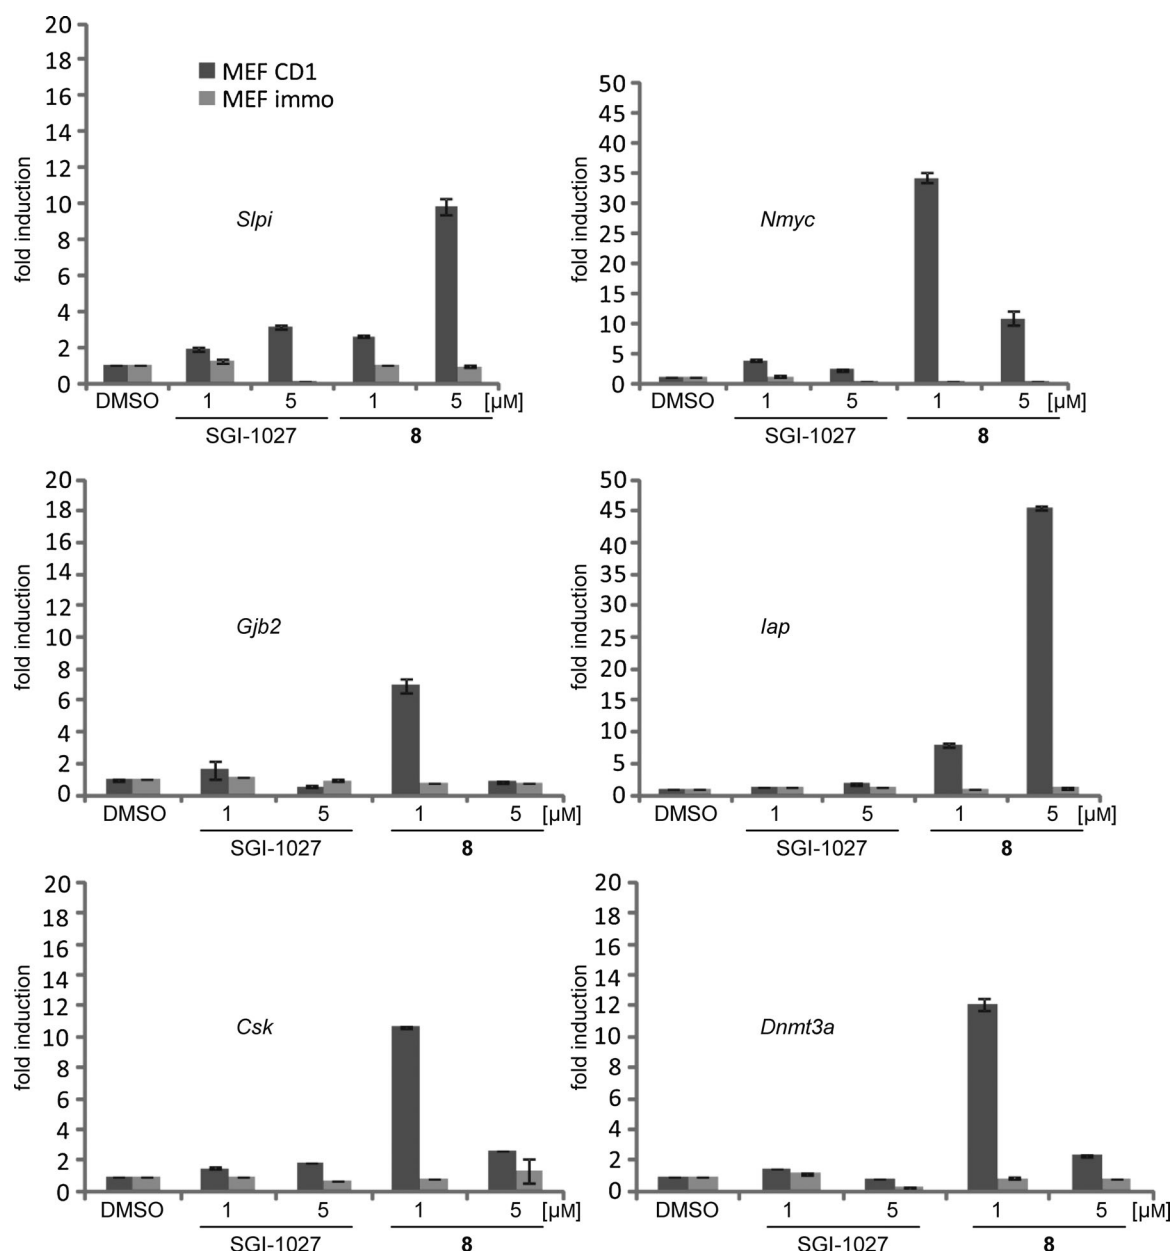 20
18
16
14
12
10
8
6
4
2
0
fold induction
MEF CD1
MEF immo
Slpi
DMSO 1 5 1 5 [µM]
SGI-1027 8
50
45
40
35
30
25
20
15
10
5
0
fold induction
Nmyc
DMSO 1 5 1 5 [µM]
SGI-1027 8
20
18
16
14
12
10
8
6
4
2
0
fold induction
Gjb2
DMSO 1 5 1 5 [µM]
SGI-1027 8
50
45
40
35
30
25
20
15
10
5
0
fold induction
Iap
DMSO 1 5 1 5 [µM]
SGI-1027 8
20
18
16
14
12
10
8
6
4
2
0
fold induction
Csk
DMSO 1 5 1 5 [µM]
SGI-1027 8
20
18
16
14
12
10
8
6
4
2
0
fold induction
Dnmt3a
DMSO 1 5 1 5 [µM]
SGI-1027 8